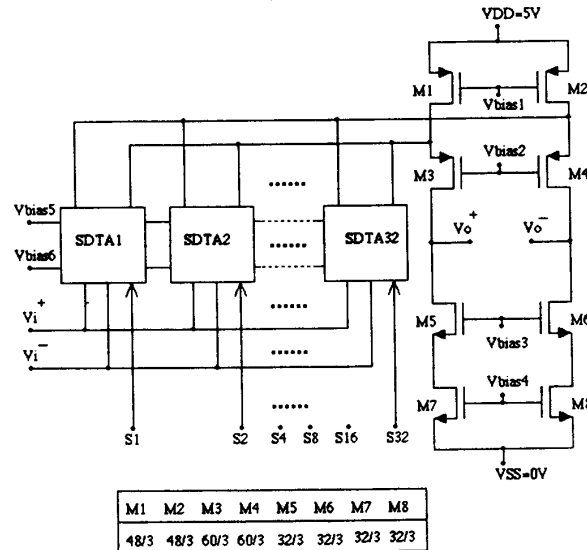 VDD=5V
M1 M2
Vbias1
Vbias2
M3 M4
Vbias5
SDTA1 SDTA2 ...... SDTA32
Vo+ Vo-
Vbias6
Vi+
M5 M6
Vbias3
Vi-
Vbias4
M7 M8
S1 S2 S4 S8 S16 S32
VSS=0V
M1 M2 M3 M4 M5 M6 M7 M8
48/3 48/3 60/3 60/3 32/3 32/3 32/3 32/3